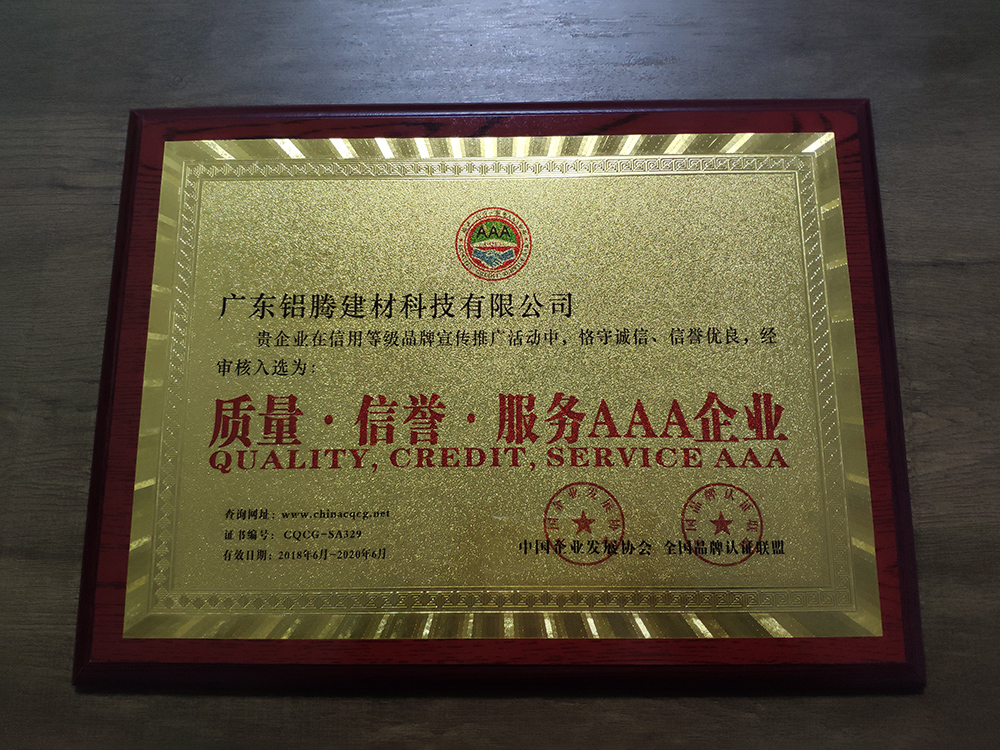 AAA
广东铝腾建材科技有限公司
贵企业在信用等级品牌宣传推广活动中，恪守诚信、信誉优良，经
审核入选为：
质量·信誉·服务AAA企业
QUALITY, CREDIT, SERVICE AAA
查询网址：www.chinacqcg.net
证书编号：CQCG-SA329
有效日期：2018年6月-2020年6月
中国企业发展协会 全国品牌认证联盟